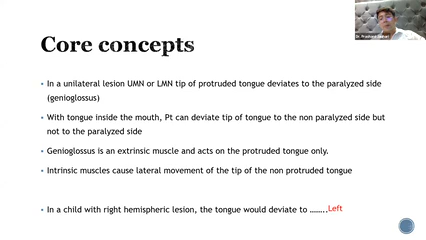 Core concepts
In a unilateral lesion UMN or LMN tip of protruded tongue deviates to the paralyzed side
(genioglossus)
With tongue inside the mouth, Pt can deviate tip of tongue to the non paralyzed side but
not to the paralyzed side
Genioglossus is an extrinsic muscle and acts on the protruded tongue only.
Intrinsic muscles cause lateral movement of the tip of the non protruded tongue
In a child with right hemispheric lesion, the tongue would deviate to ……..Left